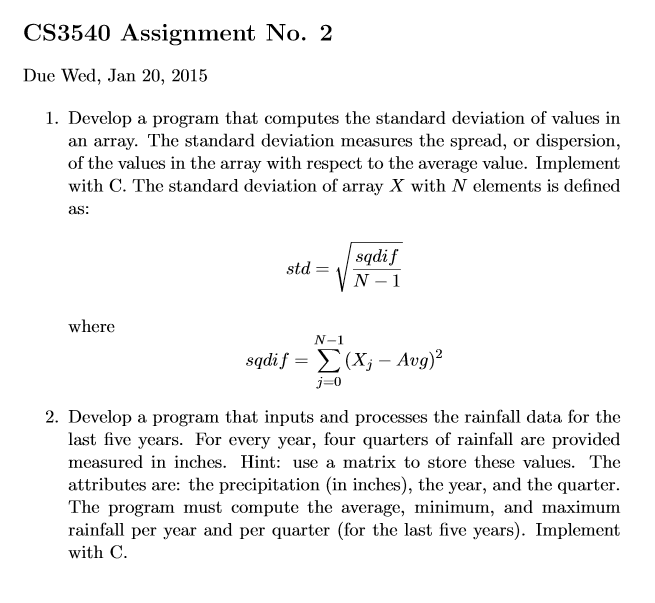 CS3540 Assignment No. 2
Due Wed, Jan 20, 2015
1. Develop a program that computes the standard deviation of values in
an array. The standard deviation measures the spread, or dispersion,
of the values in the array with respect to the average value. Implement
with C. The standard deviation of array X with N elements is defined
as:
std = √(sqdif / (N − 1))
where
sqdif = ∑_{j=0}^{N−1} (X_j − Avg)²
2. Develop a program that inputs and processes the rainfall data for the
last five years. For every year, four quarters of rainfall are provided
measured in inches. Hint: use a matrix to store these values. The
attributes are: the precipitation (in inches), the year, and the quarter.
The program must compute the average, minimum, and maximum
rainfall per year and per quarter (for the last five years). Implement
with C.